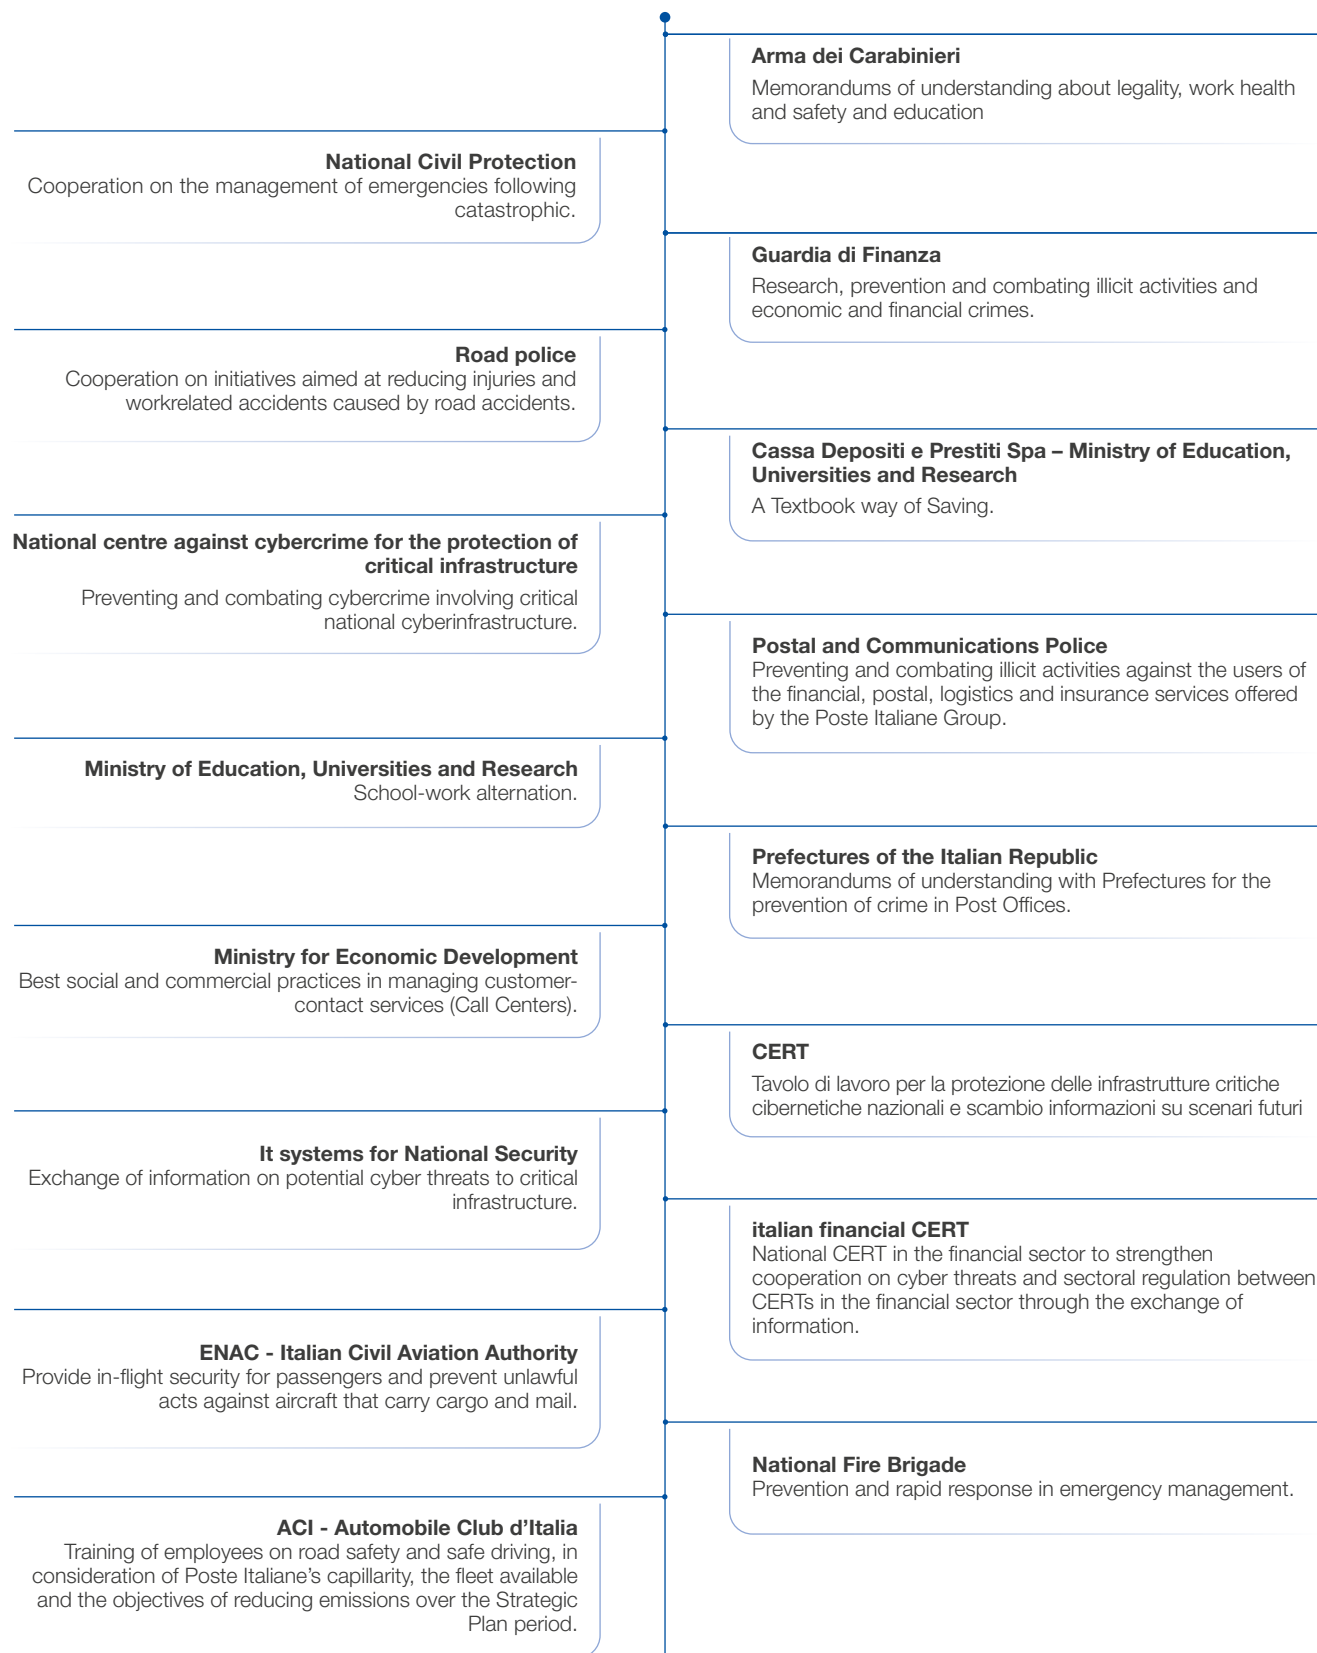 Arma dei Carabinieri
Memorandums of understanding about legality, work health
and safety and education
National Civil Protection
Cooperation on the management of emergencies following
catastrophic.
Guardia di Finanza
Research, prevention and combating illicit activities and
economic and financial crimes.
Road police
Cooperation on initiatives aimed at reducing injuries and
workrelated accidents caused by road accidents.
Cassa Depositi e Prestiti Spa – Ministry of Education,
Universities and Research
A Textbook way of Saving.
National centre against cybercrime for the protection of
critical infrastructure
Preventing and combating cybercrime involving critical
national cyberinfrastructure.
Postal and Communications Police
Preventing and combating illicit activities against the users of
the financial, postal, logistics and insurance services offered
by the Poste Italiane Group.
Ministry of Education, Universities and Research
School-work alternation.
Prefectures of the Italian Republic
Memorandums of understanding with Prefectures for the
prevention of crime in Post Offices.
Ministry for Economic Development
Best social and commercial practices in managing customer-
contact services (Call Centers).
CERT
Tavolo di lavoro per la protezione delle infrastrutture critiche
cibernetiche nazionali e scambio informazioni su scenari futuri
It systems for National Security
Exchange of information on potential cyber threats to critical
infrastructure.
italian financial CERT
National CERT in the financial sector to strengthen
cooperation on cyber threats and sectoral regulation between
CERTs in the financial sector through the exchange of
information.
ENAC - Italian Civil Aviation Authority
Provide in-flight security for passengers and prevent unlawful
acts against aircraft that carry cargo and mail.
National Fire Brigade
Prevention and rapid response in emergency management.
ACI - Automobile Club d’Italia
Training of employees on road safety and safe driving, in
consideration of Poste Italiane’s capillarity, the fleet available
and the objectives of reducing emissions over the Strategic
Plan period.